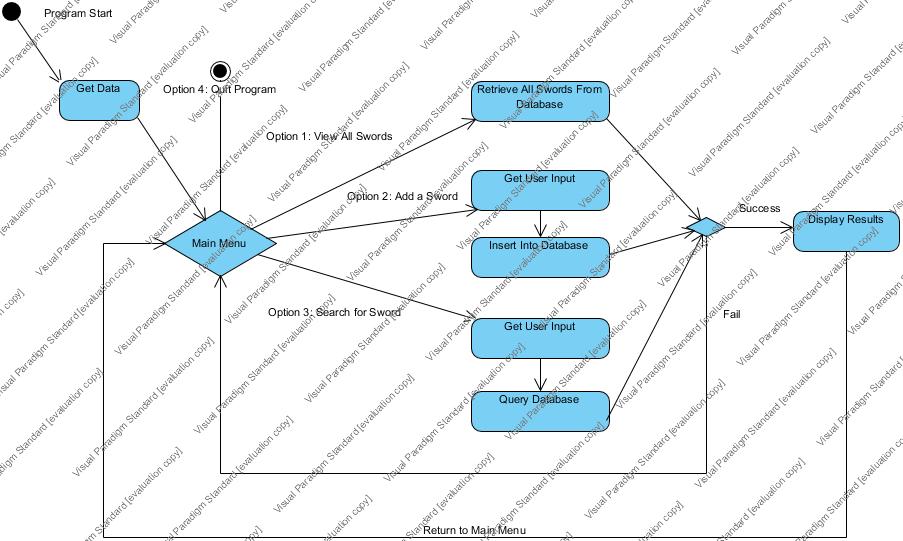 Program Start
Get Data
Option 4: Quit Program
Retrieve All Swords From
Database
Option 1: View All Swords
Get User Input
Option 2: Add a Sword
Success
Display Results
Main Menu
Insert Into Database
Option 3: Search for Sword
Fail
Get User Input
Query Database
Return to Main Menu
Visual Paradigm Standard [evaluation copy]